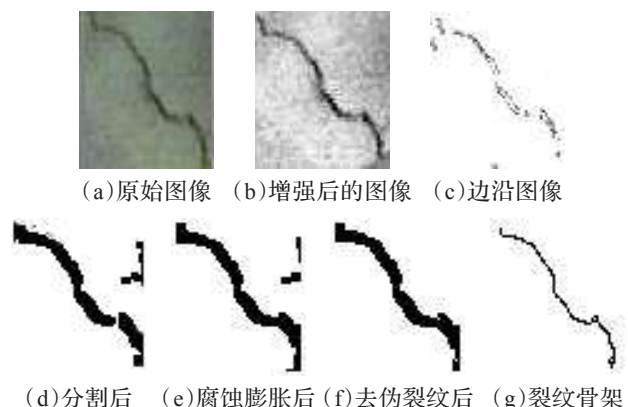 (a)原始图像 (b)增强后的图像 (c)边沿图像
(d)分割后 (e)腐蚀膨胀后 (f)去伪裂纹后 (g)裂纹骨架